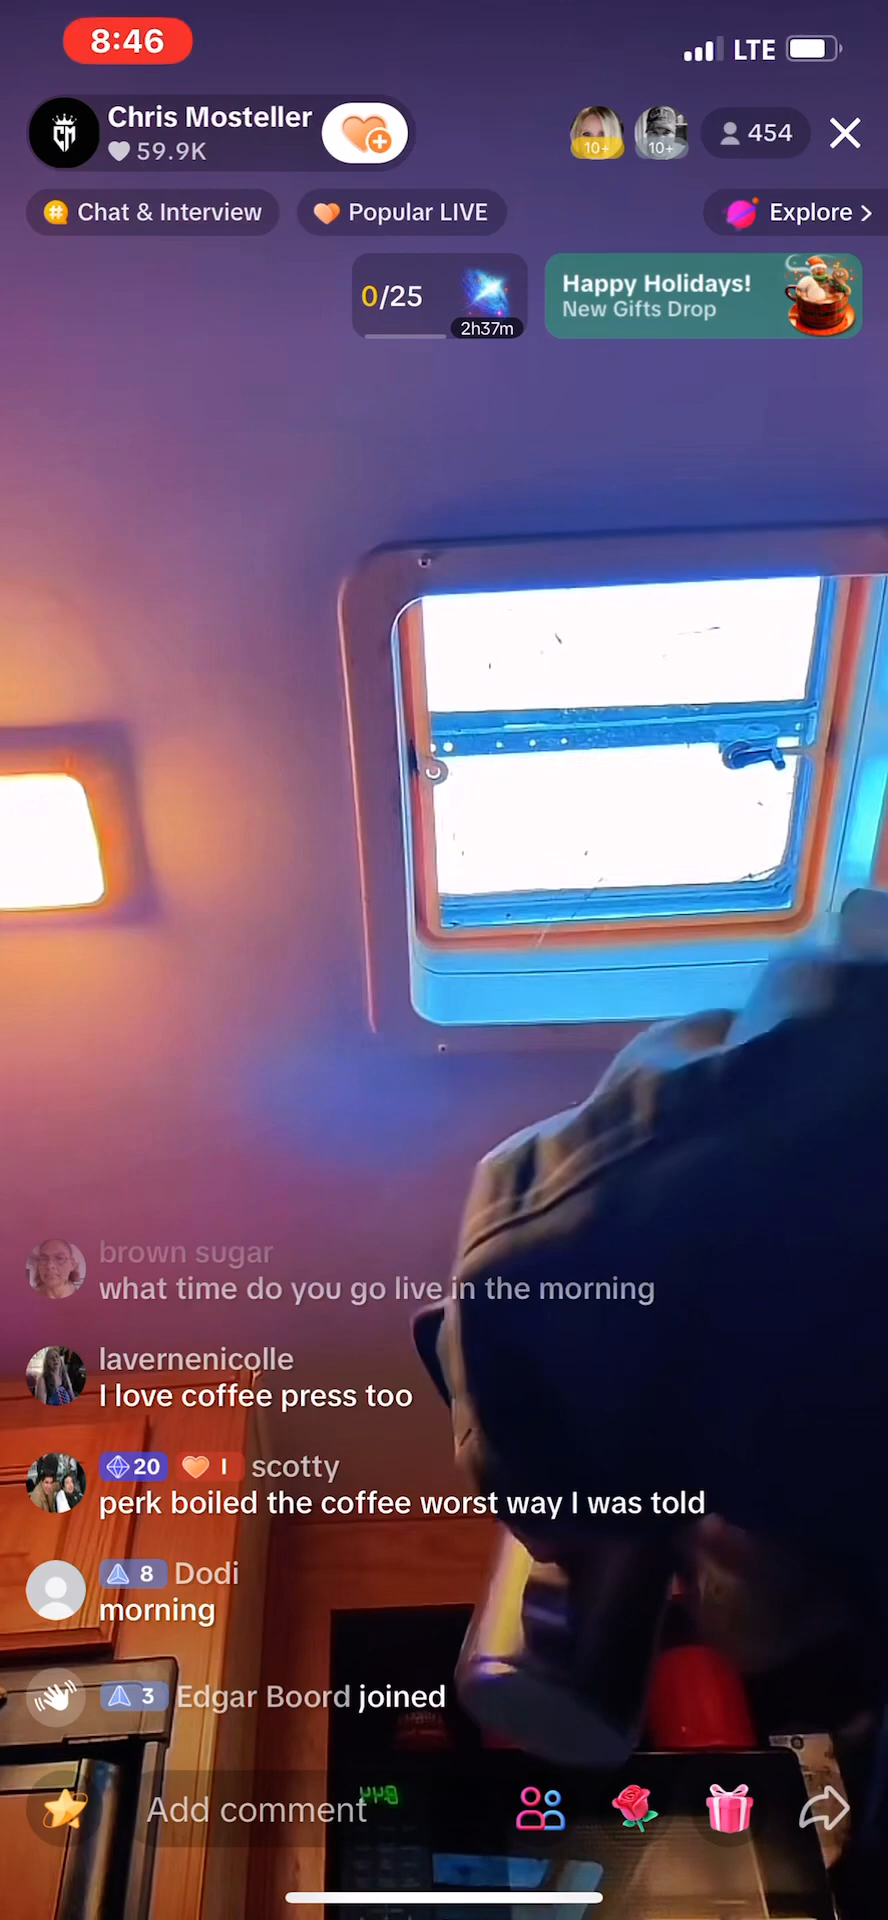 8:46
LTE
CM
Chris Mosteller
59.9K
10+
10+
454
Chat & Interview
Popular LIVE
Explore >
0/25
2h37m
Happy Holidays!
New Gifts Drop
brown sugar
what time do you go live in the morning
lavernenicolle
I love coffee press too
20
I
scotty
perk boiled the coffee worst way I was told
8
Dodi
morning
3
Edgar Boord joined
Add comment